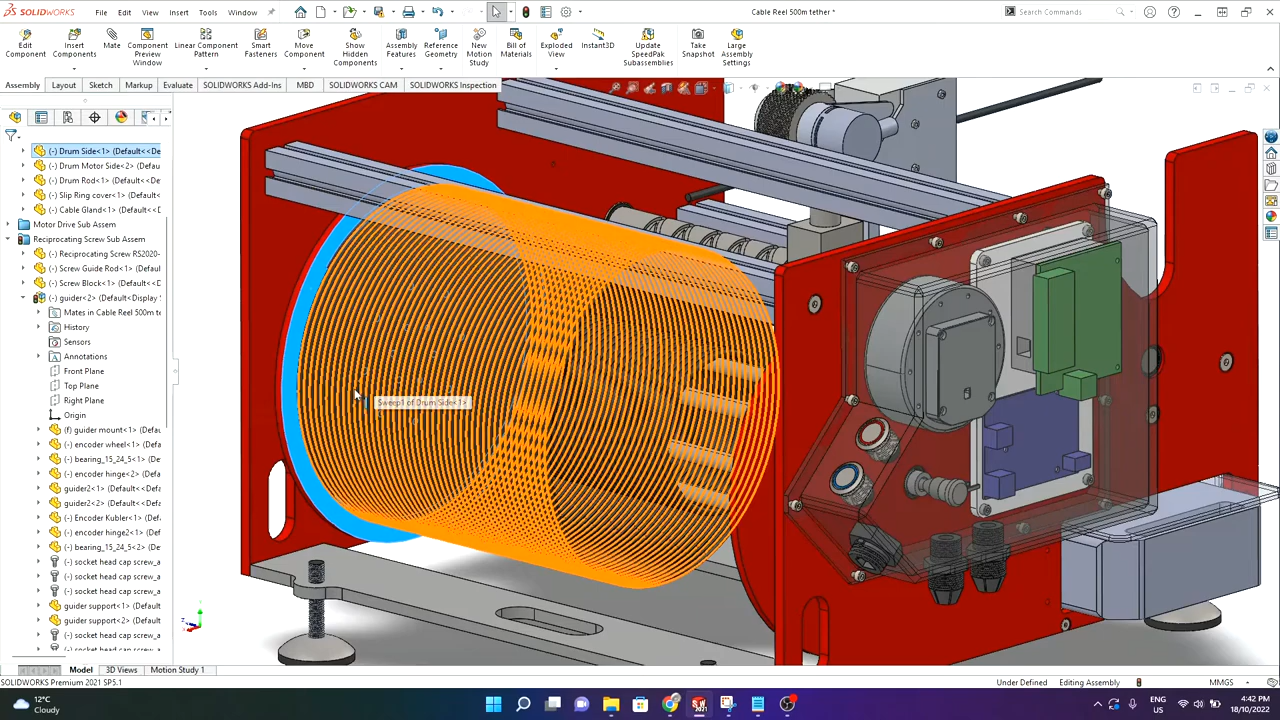 SOLIDWORKS File Edit View Insert Tools Window Cable Reel 500m tether * Search Commands
Edit Component
Insert Components
Mate
Component Preview Window
Linear Component Pattern
Smart Fasteners
Move Component
Show Hidden Components
Assembly Features
Reference Geometry
New Motion Study
Bill of Materials
Exploded View
Instant3D
Update SpeedPak Subassemblies
Take Snapshot
Large Assembly Settings
Assembly Layout Sketch Markup Evaluate SOLIDWORKS Add-Ins MBD SOLIDWORKS CAM SOLIDWORKS Inspection
(-) Drum Side<1> (Default<<D
(-) Drum Motor Side<2> (Defau
(-) Drum Rod<1> (Default<<De
(-) Slip Ring cover<1> (Default<
(-) Cable Gland<1> (Default<<D
Motor Drive Sub Assem
Reciprocating Screw Sub Assem
(-) Reciprocating Screw RS2020-
(-) Screw Guide Rod<1> (Defaul
(-) Screw Block<1> (Default<<D
(-) guider<2> (Default<Display S
Mates in Cable Reel 500m te
History
Sensors
Annotations
Front Plane
Top Plane
Right Plane
Origin
(f) guider mount<1> (Defaul
(-) encoder wheel<1> (Defau
(-) bearing_15_24_5<1> (Def
(-) encoder hinge<2> (Defau
guider2<1> (Default<<Defa
guider2<2> (Default<<Defa
(-) Encoder Kubler<1> (Defa
(-) encoder hinge2<1> (Defa
(-) bearing_15_24_5<2> (Def
(-) socket head cap screw_a
(-) socket head cap screw_a
(-) socket head cap screw_a
guider support<1> (Default
guider support<2> (Default
(-) socket head cap screw_a
(-) socket head cap screw_a
Sweep1 of Drum Side<1>
Model 3D Views Motion Study 1
SOLIDWORKS Premium 2021 SP5.1 Under Defined Editing Assembly MMGS
12°C
Cloudy
ENG
US
4:42 PM
18/10/2022